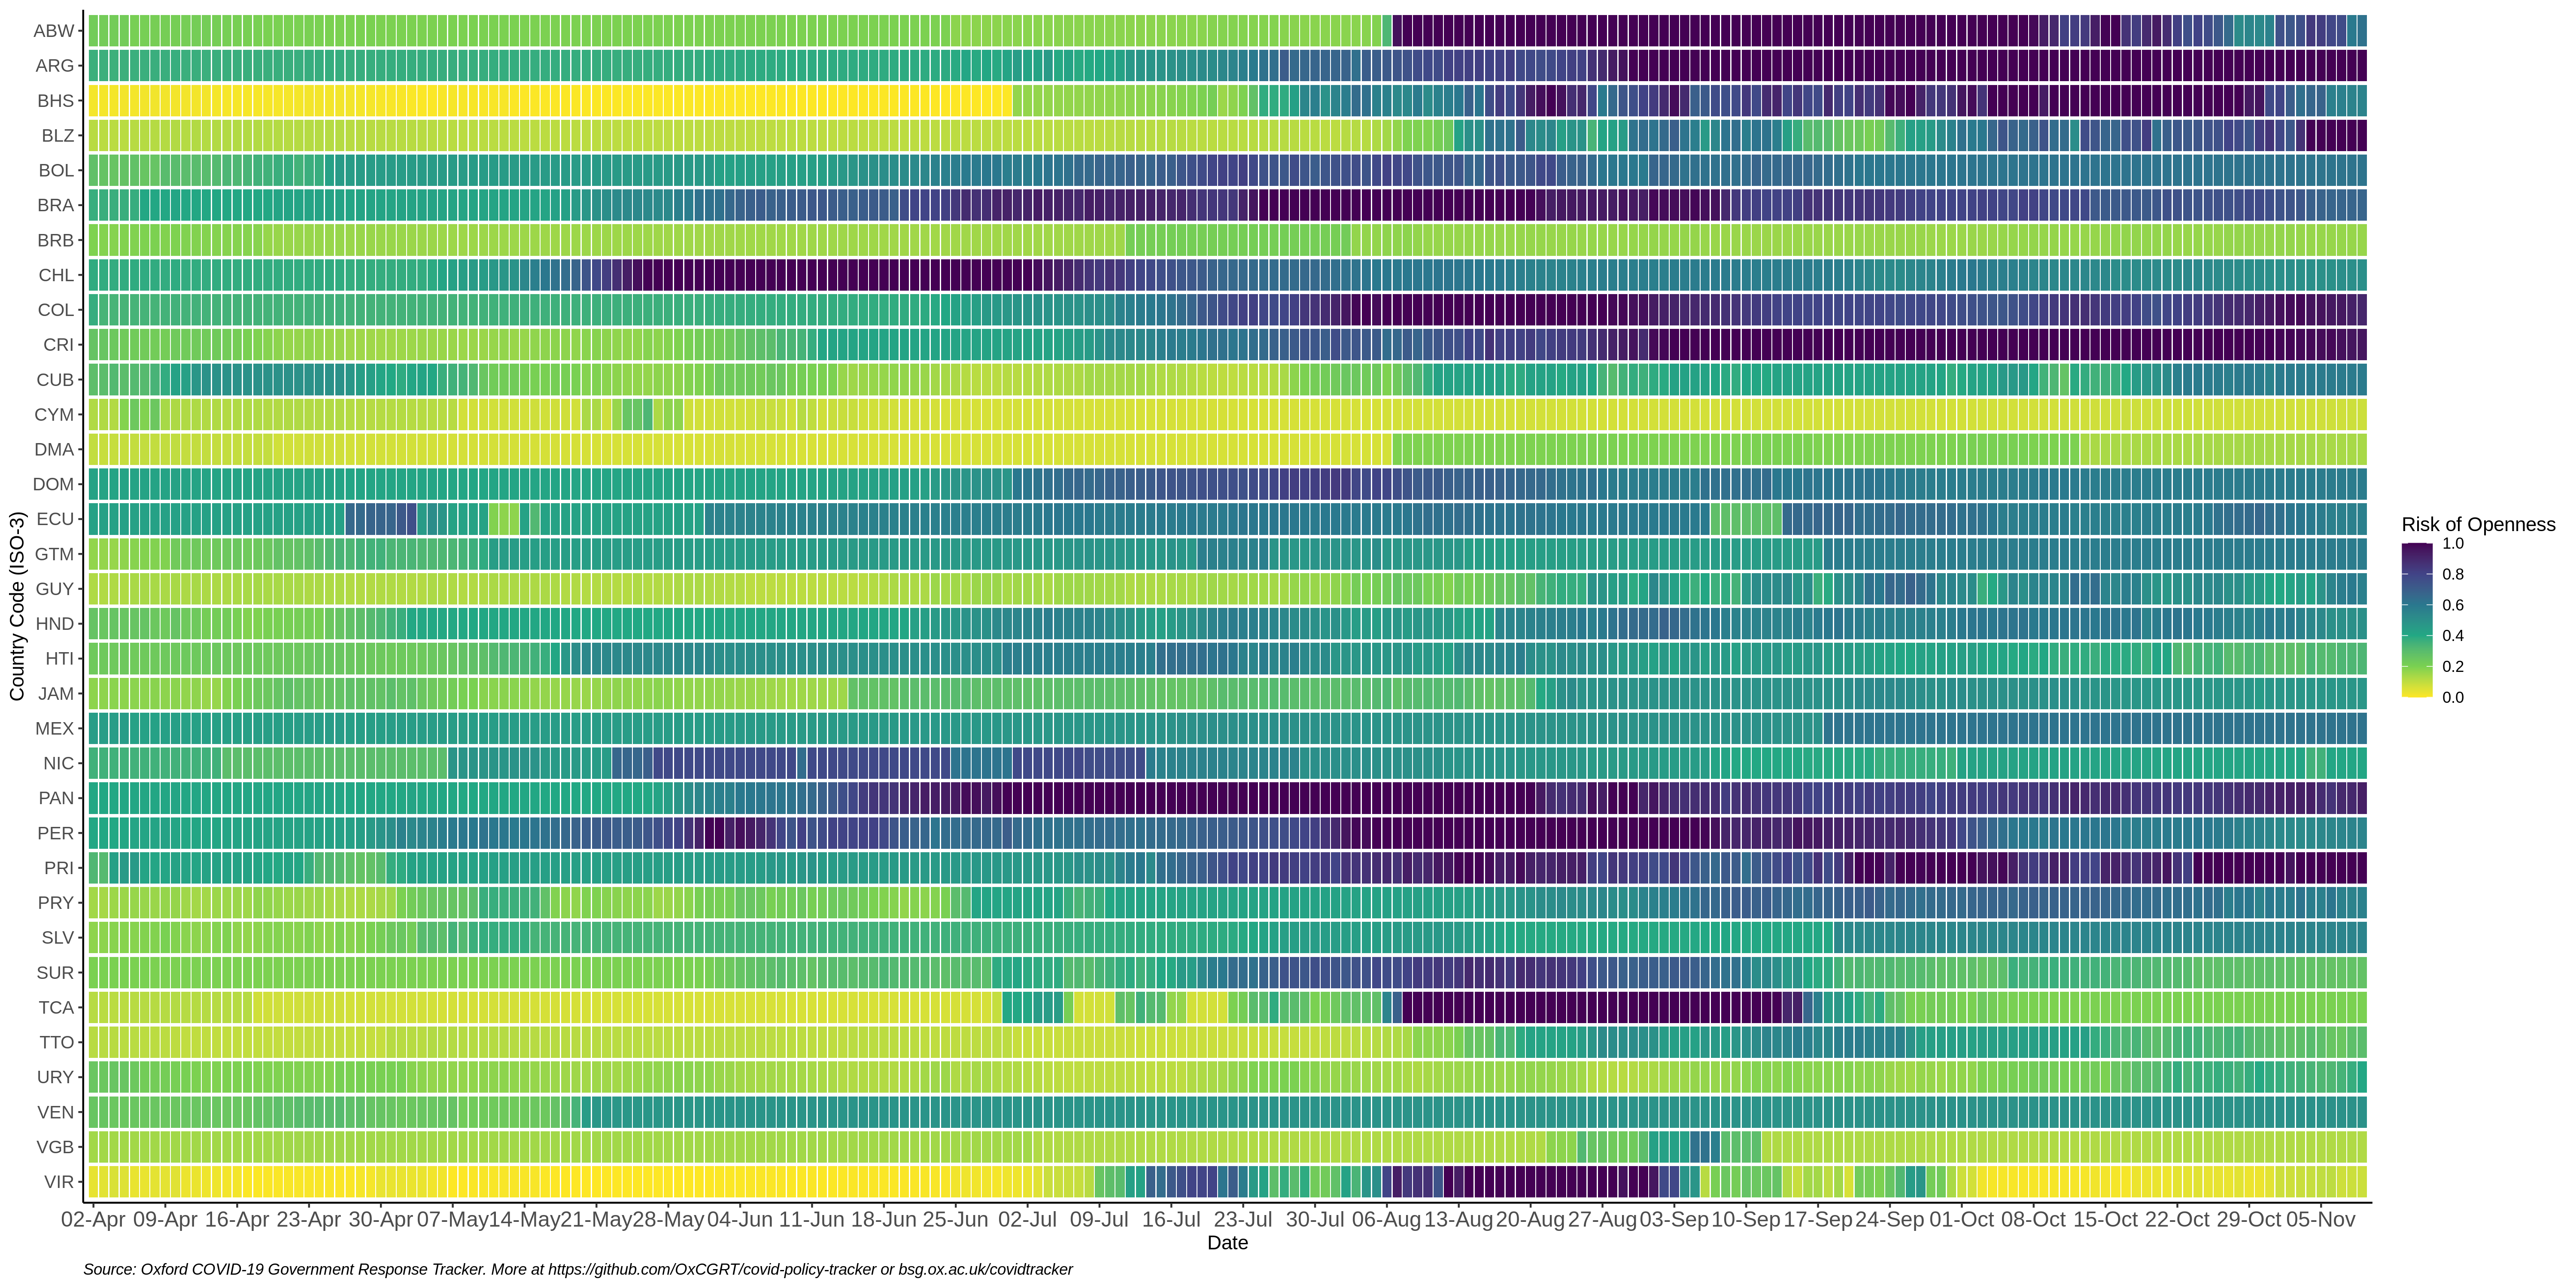 ABW
ARG
BHS
BLZ
BOL
BRA
BRB
CHL
COL
CRI
CUB
CYM
DMA
DOM
ECU
GTM
GUY
HND
HTI
JAM
MEX
NIC
PAN
PER
PRI
PRY
SLV
SUR
TCA
TTO
URY
VEN
VGB
VIR
Country Code (ISO-3)
02-Apr 09-Apr 16-Apr 23-Apr 30-Apr 07-May 14-May 21-May 28-May 04-Jun 11-Jun 18-Jun 25-Jun 02-Jul 09-Jul 16-Jul 23-Jul 30-Jul 06-Aug 13-Aug 20-Aug 27-Aug 03-Sep 10-Sep 17-Sep 24-Sep 01-Oct 08-Oct 15-Oct 22-Oct 29-Oct 05-Nov
Date
Risk of Openness
1.0
0.8
0.6
0.4
0.2
0.0
Source: Oxford COVID-19 Government Response Tracker. More at https://github.com/OxCGRT/covid-policy-tracker or bsg.ox.ac.uk/covidtracker